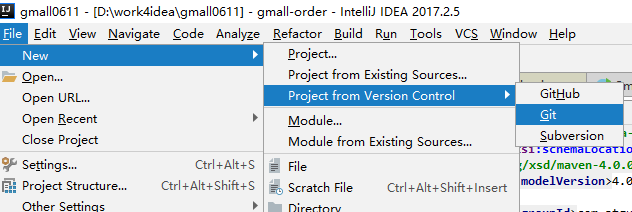 gmall0611 - [D:\work4idea\gmall0611] - gmall-order - IntelliJ IDEA 2017.2.5
File Edit View Navigate Code Analyze Refactor Build Run Tools VCS Window Help
New
Open...
Open URL...
Open Recent
Close Project
Settings... Ctrl+Alt+S
Project Structure... Ctrl+Alt+Shift+S
Other Settings
Project...
Project from Existing Sources...
Project from Version Control
Module...
Module from Existing Sources...
File
Scratch File Ctrl+Alt+Shift+Insert
Directory
GitHub
Git
Subversion
si:schemaLocatio
g/xsd/maven-4.0.0
modelVersion>4.0